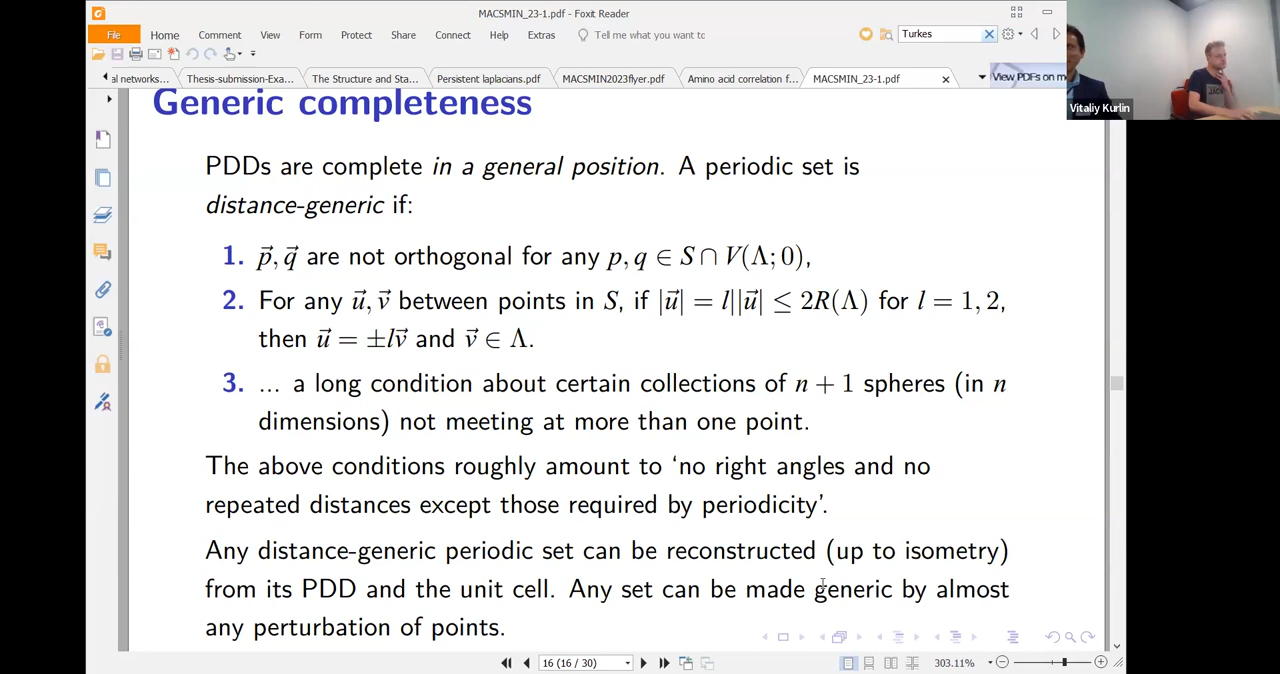 MACSMIN_23-1.pdf - Foxit Reader
File Home Comment View Form Protect Share Connect Help Extras Tell me what you want to Turkes
al networks... Thesis-submission-Exa... The Structure and Sta... Persistent laplacians.pdf MACSMIN2023flyer.pdf Amino acid correlation f... MACSMIN_23-1.pdf View PDFs on m
Vitaliy Kurlin
Generic completeness
PDDs are complete in a general position. A periodic set is
distance-generic if:
1. p⃗, q⃗ are not orthogonal for any p, q ∈ S ∩ V(Λ; 0),
2. For any u⃗, v⃗ between points in S, if |u⃗| = l||u⃗| ≤ 2R(Λ) for l = 1, 2,
then u⃗ = ±lv⃗ and v⃗ ∈ Λ.
3. ... a long condition about certain collections of n + 1 spheres (in n
dimensions) not meeting at more than one point.
The above conditions roughly amount to ‘no right angles and no
repeated distances except those required by periodicity’.
Any distance-generic periodic set can be reconstructed (up to isometry)
from its PDD and the unit cell. Any set can be made generic by almost
any perturbation of points.
16 (16 / 30) 303.11%